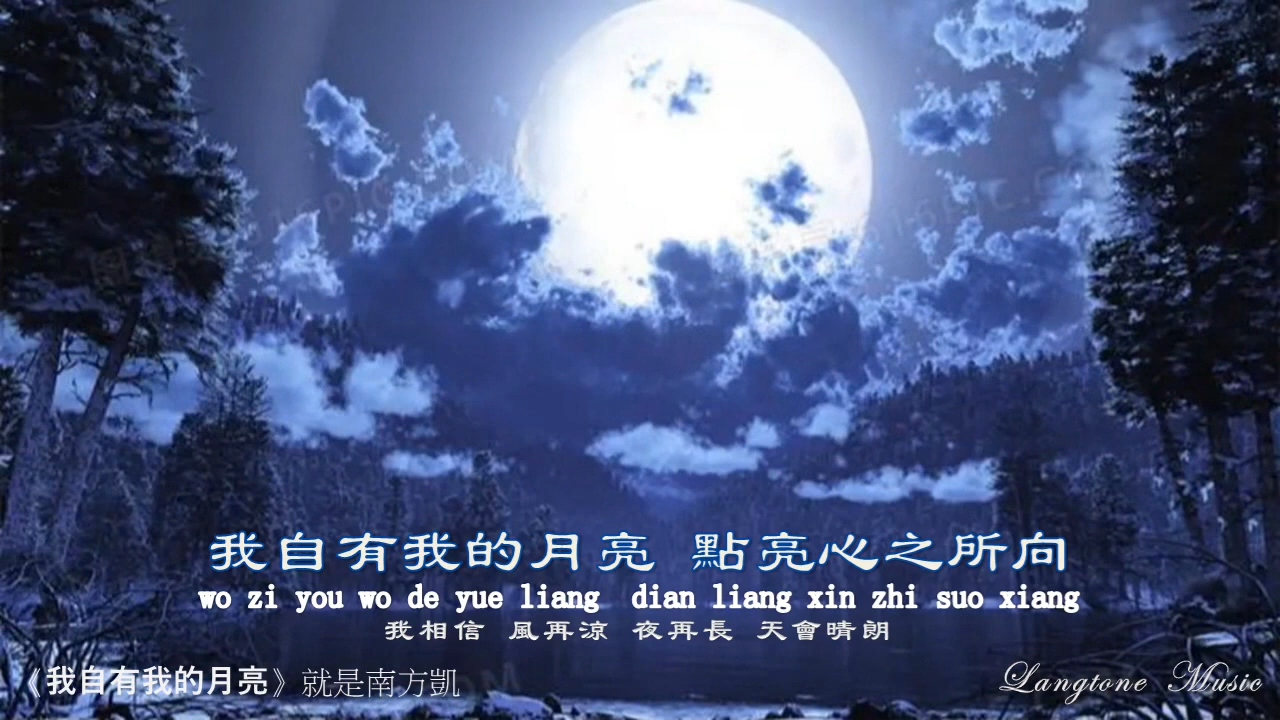 我自有我的月亮 點亮心之所向
wo zi you wo de yue liang dian liang xin zhi suo xiang
我相信 風再涼 夜再長 天會晴朗
《我自有我的月亮》就是南方凱
Langtone Music